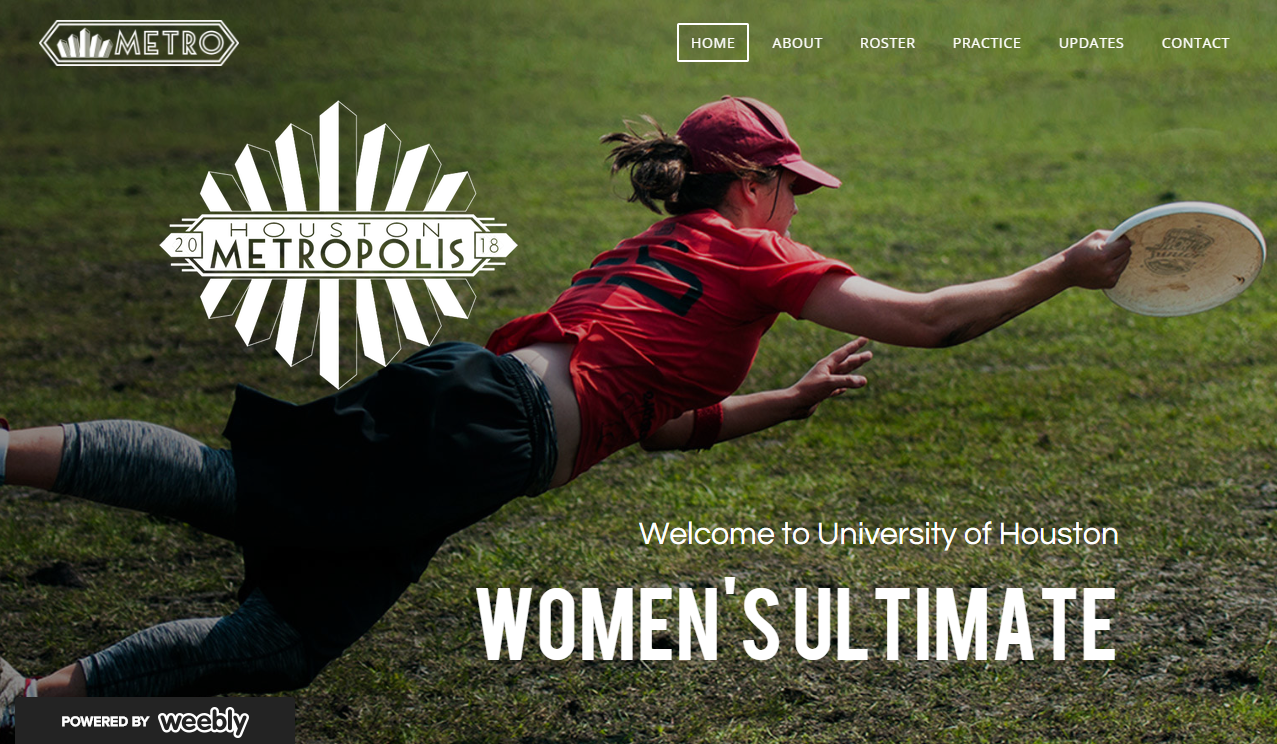 METRO
HOME ABOUT ROSTER PRACTICE UPDATES CONTACT
HOUSTON
20 METROPOLIS 18
Welcome to University of Houston
WOMEN'S ULTIMATE
POWERED BY weebly